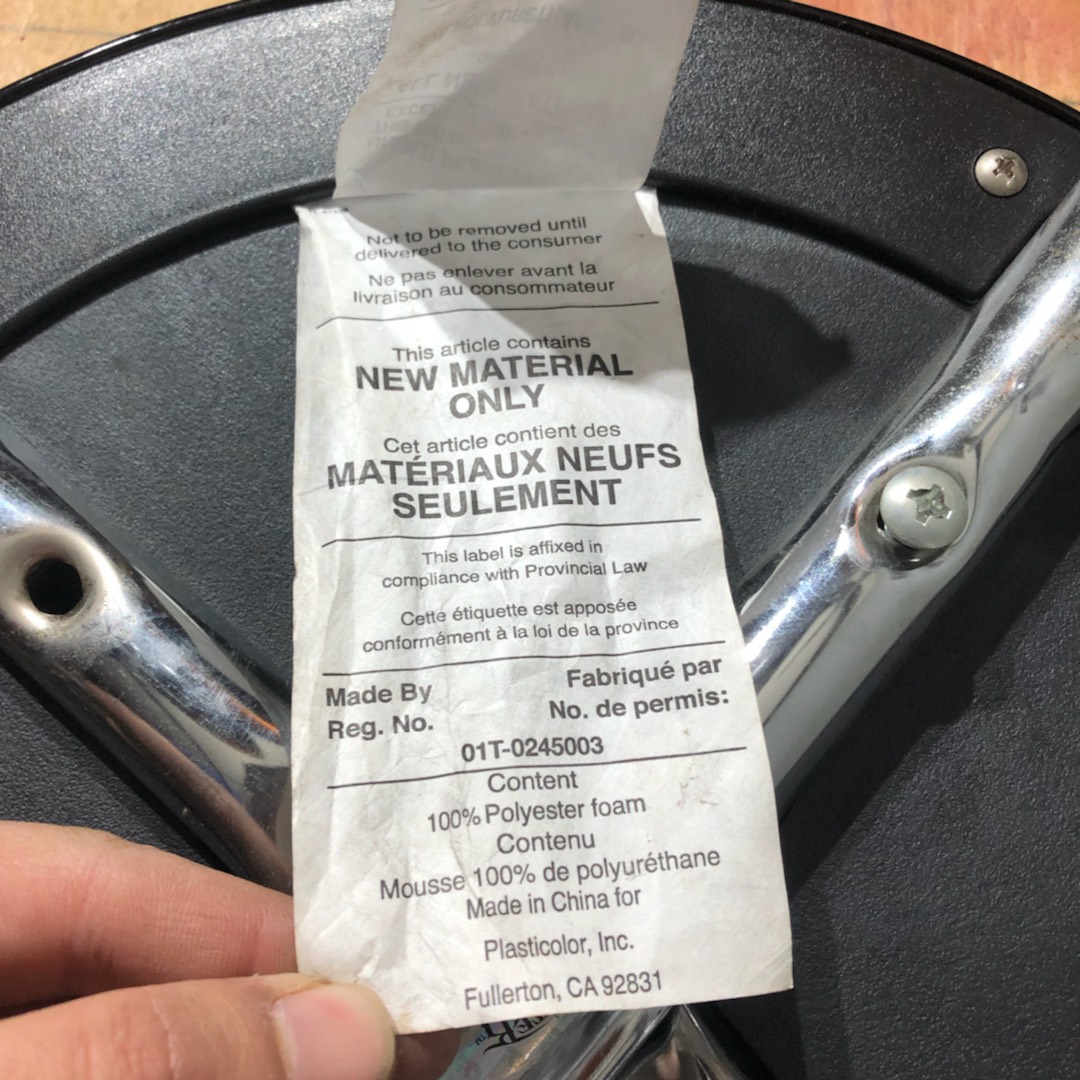 Not to be removed until
delivered to the consumer
Ne pas enlever avant la
livraison au consommateur
This article contains
NEW MATERIAL
ONLY
Cet article contient des
MATÉRIAUX NEUFS
SEULEMENT
This label is affixed in
compliance with Provincial Law
Cette étiquette est apposée
conformément à la loi de la province
Made By Fabriqué par
Reg. No. No. de permis:
01T-0245003
Content
100% Polyester foam
Contenu
Mousse 100% de polyuréthane
Made in China for
Plasticolor, Inc.
Fullerton, CA 92831